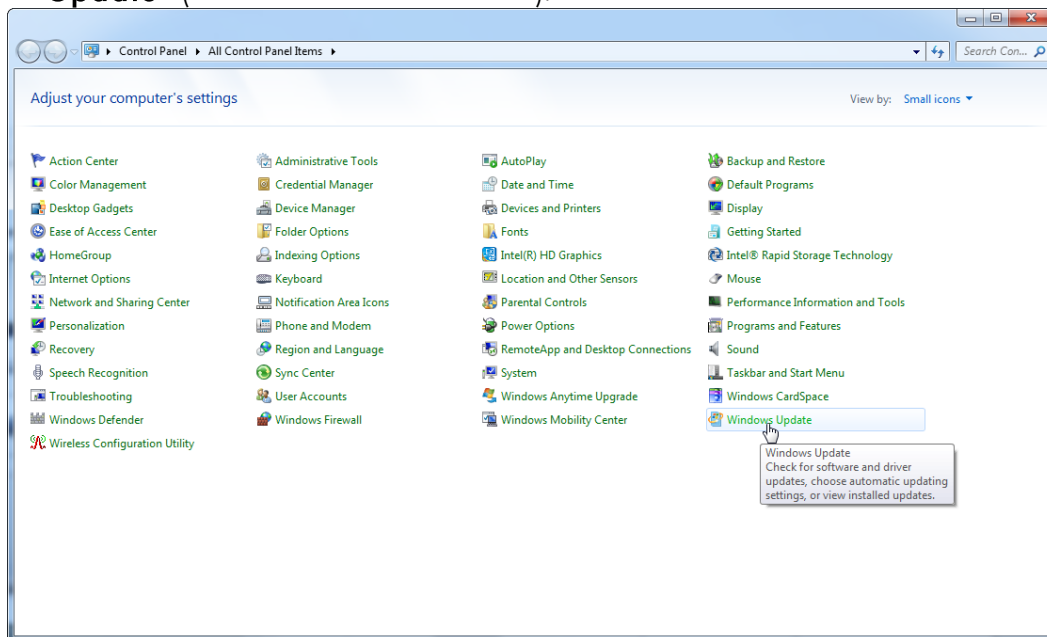 Control Panel ▸ All Control Panel Items ▸ Search Con...
Adjust your computer's settings View by: Small icons
Action Center Administrative Tools AutoPlay Backup and Restore
Color Management Credential Manager Date and Time Default Programs
Desktop Gadgets Device Manager Devices and Printers Display
Ease of Access Center Folder Options Fonts Getting Started
HomeGroup Indexing Options Intel(R) HD Graphics Intel® Rapid Storage Technology
Internet Options Keyboard Location and Other Sensors Mouse
Network and Sharing Center Notification Area Icons Parental Controls Performance Information and Tools
Personalization Phone and Modem Power Options Programs and Features
Recovery Region and Language RemoteApp and Desktop Connections Sound
Speech Recognition Sync Center System Taskbar and Start Menu
Troubleshooting User Accounts Windows Anytime Upgrade Windows CardSpace
Windows Defender Windows Firewall Windows Mobility Center Windows Update
Wireless Configuration Utility
Windows Update
Check for software and driver
updates, choose automatic updating
settings, or view installed updates.